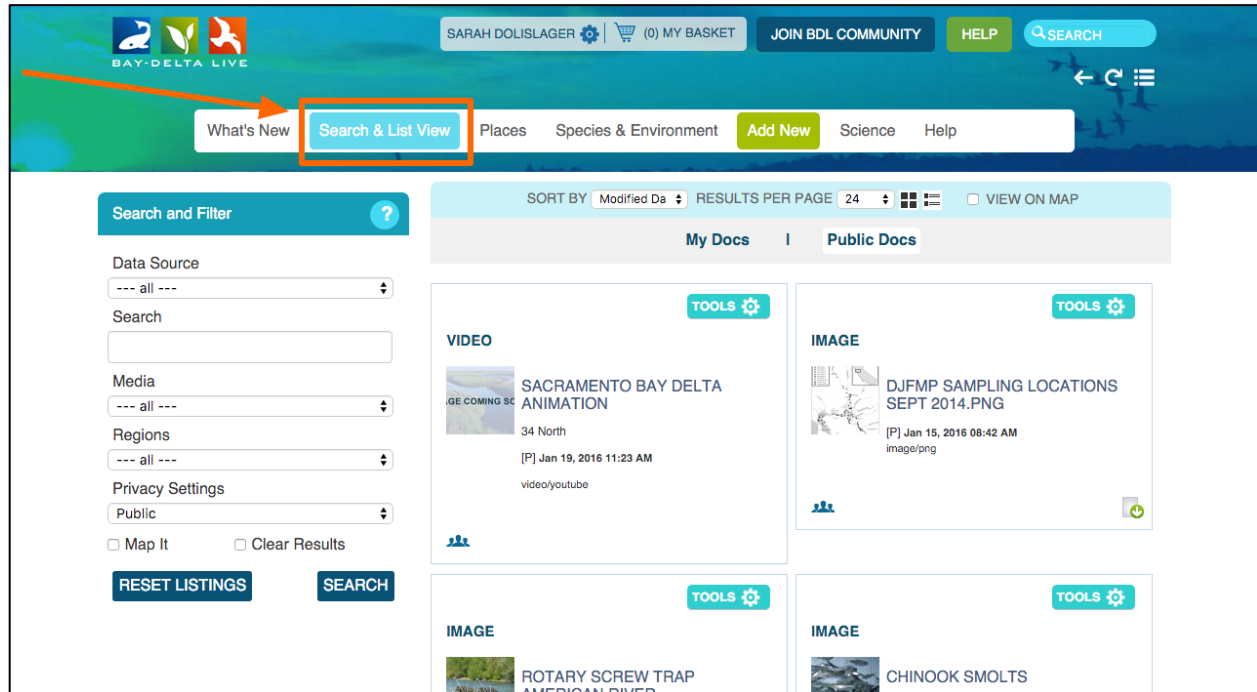 BAY-DELTA LIVE
SARAH DOLISLAGER (0) MY BASKET JOIN BDL COMMUNITY HELP SEARCH
What's New Search & List View Places Species & Environment Add New Science Help
Search and Filter ?
Data Source
--- all ---
Search
Media
--- all ---
Regions
--- all ---
Privacy Settings
Public
Map It Clear Results
RESET LISTINGS SEARCH
SORT BY Modified Da RESULTS PER PAGE 24 VIEW ON MAP
My Docs | Public Docs
TOOLS
VIDEO
GE COMING SO
SACRAMENTO BAY DELTA
ANIMATION
34 North
[P] Jan 19, 2016 11:23 AM
video/youtube
TOOLS
IMAGE
DJFMP SAMPLING LOCATIONS
SEPT 2014.PNG
[P] Jan 15, 2016 08:42 AM
image/png
TOOLS
IMAGE
ROTARY SCREW TRAP
AMERICAN RIVER
TOOLS
IMAGE
CHINOOK SMOLTS